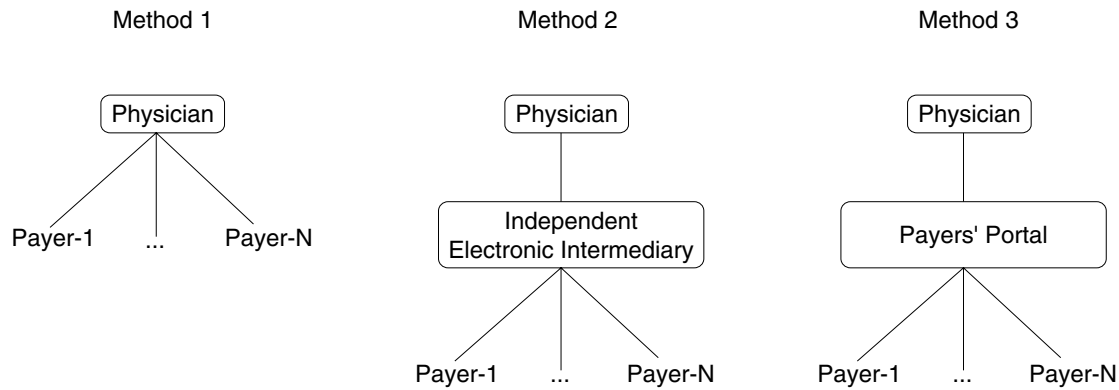 Method 1
Method 2
Method 3
Physician
Physician
Physician
Independent
Electronic Intermediary
Payers' Portal
Payer-1
...
Payer-N
Payer-1
...
Payer-N
Payer-1
...
Payer-N